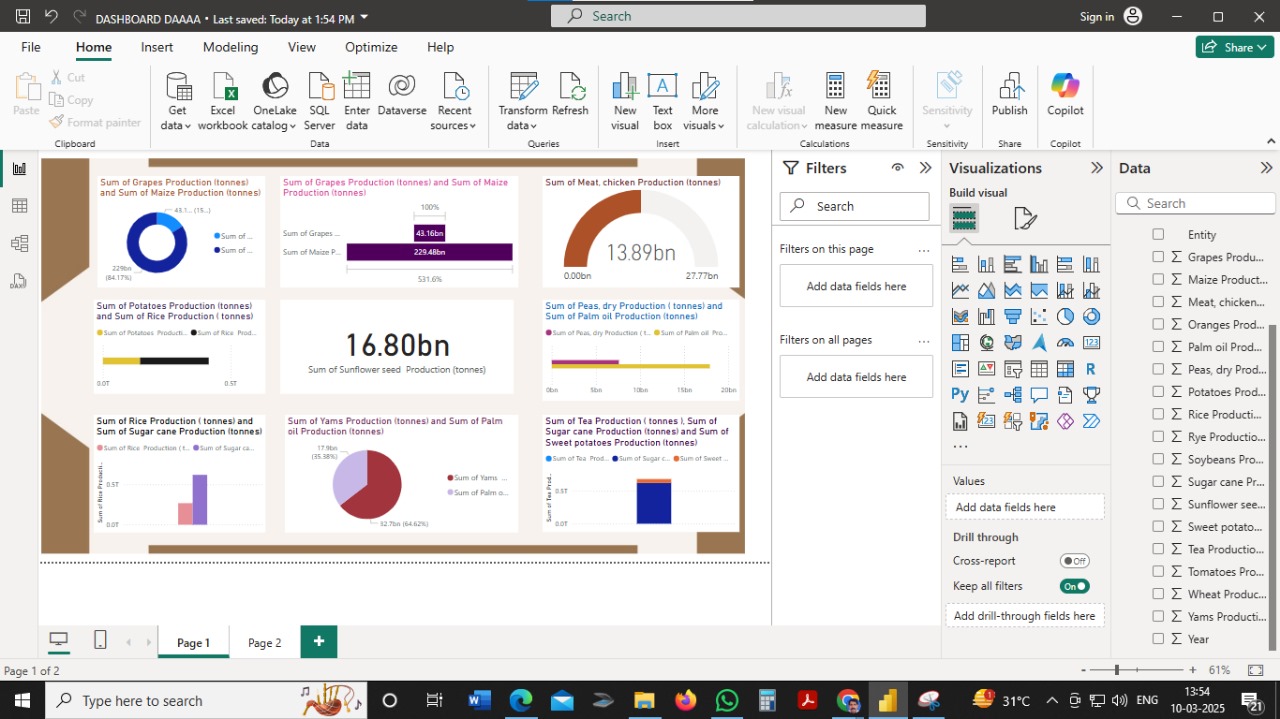 DASHBOARD DAAAA • Last saved: Today at 1:54 PM
Search
Sign in
File Home Insert Modeling View Optimize Help
Share
Paste
Cut
Copy
Format painter
Clipboard
Get data
Excel workbook
OneLake catalog
SQL Server
Enter data
Dataverse
Recent sources
Data
Transform data
Refresh
Queries
New visual
Text box
More visuals
Insert
New visual calculation
New measure
Quick measure
Calculations
Sensitivity
Sensitivity
Publish
Share
Copilot
Copilot
Sum of Grapes Production (tonnes)
and Sum of Maize Production (tonnes)
43.1... (15...)
Sum of ...
Sum of ...
229bn
(84.17%)
Sum of Grapes Production (tonnes) and Sum of Maize
Production (tonnes)
100%
Sum of Grapes ...
43.16bn
Sum of Maize P...
229.48bn
531.6%
Sum of Meat, chicken Production (tonnes)
13.89bn
0.00bn
27.77bn
Sum of Potatoes Production (tonnes)
and Sum of Rice Production ( tonnes)
Sum of Potatoes Producti... Sum of Rice Prod...
0.0T 0.5T
16.80bn
Sum of Sunflower seed Production (tonnes)
Sum of Peas, dry Production ( tonnes) and
Sum of Palm oil Production (tonnes)
Sum of Peas, dry Production ( t... Sum of Palm oil Pro...
0bn 5bn 10bn 15bn 20bn
Sum of Rice Production ( tonnes) and
Sum of Sugar cane Production (tonnes)
Sum of Rice Production ( t... Sum of Sugar ca...
Sum of Rice Producti...
0.5T
0.0T
Sum of Yams Production (tonnes) and Sum of Palm
oil Production (tonnes)
17.9bn
(35.38%)
Sum of Yams ...
Sum of Palm o...
32.7bn (64.62%)
Sum of Tea Production ( tonnes ), Sum of
Sugar cane Production (tonnes) and Sum of
Sweet potatoes Production (tonnes)
Sum of Tea Prod... Sum of Sugar c... Sum of Sweet ...
Sum of Tea Prod...
0.5T
0.0T
Filters
Search
Filters on this page ...
Add data fields here
Filters on all pages ...
Add data fields here
Visualizations
Build visual
123
R
Py
123
...
Values
Add data fields here
Drill through
Cross-report Off
Keep all filters On
Add drill-through fields here
Data
Search
Entity
Grapes Produ...
Maize Product...
Meat, chicken...
Oranges Prod...
Palm oil Prod...
Peas, dry Prod...
Potatoes Prod...
Rice Producti...
Rye Productio...
Soybeans Pro...
Sugar cane Pr...
Sunflower see...
Sweet potato...
Tea Productio...
Tomatoes Pro...
Wheat Produc...
Yams Producti...
Year
Page 1
Page 2
+
Page 1 of 2
- + 61%
Type here to search
31°C
ENG
13:54
10-03-2025
21